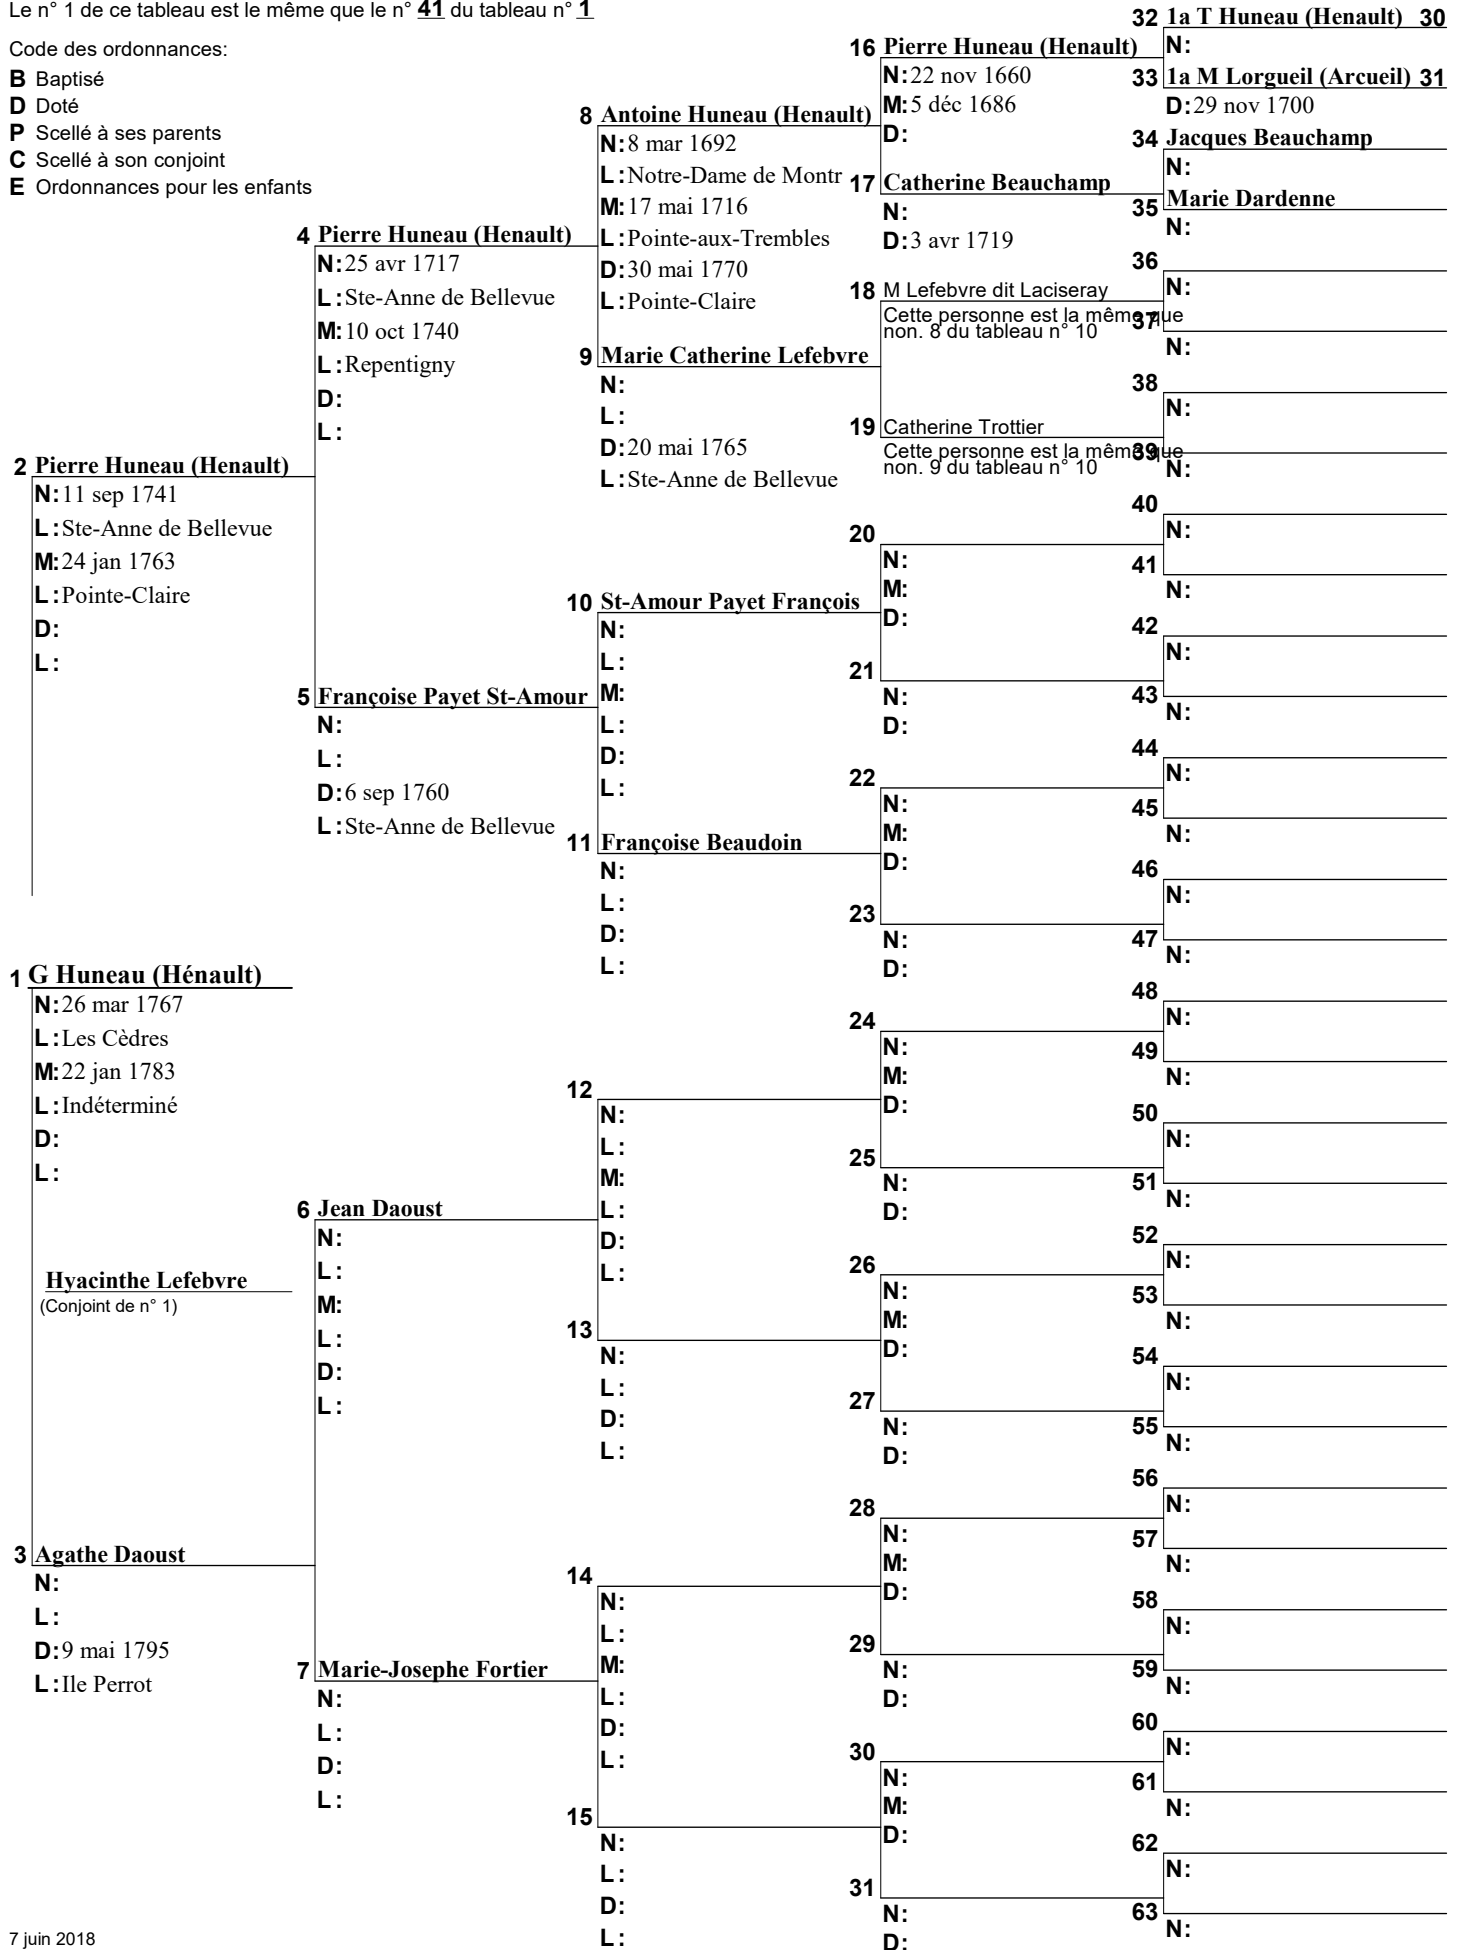 Le n° 1 de ce tableau est le même que le n° 41 du tableau n° 1
Code des ordonnances:
B Baptisé
D Doté
P Scellé à ses parents
C Scellé à son conjoint
E Ordonnances pour les enfants
2 Pierre Huneau (Henault)
N: 11 sep 1741
L: Ste-Anne de Bellevue
M: 24 jan 1763
L: Pointe-Claire
D:
L:
1 G Huneau (Hénault)
N: 26 mar 1767
L: Les Cèdres
M: 22 jan 1783
L: Indéterminé
D:
L:
Hyacinthe Lefebvre
(Conjoint de n° 1)
3 Agathe Daoust
N:
L:
D: 9 mai 1795
L: Ile Perrot
4 Pierre Huneau (Henault)
N: 25 avr 1717
L: Ste-Anne de Bellevue
M: 10 oct 1740
L: Repentigny
D:
L:
5 Françoise Payet St-Amour
N:
L:
D: 6 sep 1760
L: Ste-Anne de Bellevue
6 Jean Daoust
N:
L:
M:
L:
D:
L:
7 Marie-Josephe Fortier
N:
L:
D:
L:
8 Antoine Huneau (Henault)
N: 8 mar 1692
L: Notre-Dame de Montr
M: 17 mai 1716
L: Pointe-aux-Trembles
D: 30 mai 1770
L: Pointe-Claire
9 Marie Catherine Lefebvre
N:
L:
D: 20 mai 1765
L: Ste-Anne de Bellevue
10 St-Amour Payet François
N:
L:
M:
L:
D:
L:
11 Françoise Beaudoin
N:
L:
D:
L:
12
N:
L:
M:
L:
D:
L:
13
N:
L:
D:
L:
14
N:
L:
M:
L:
D:
L:
15
N:
L:
D:
L:
16 Pierre Huneau (Henault)
N: 22 nov 1660
M: 5 déc 1686
D:
17 Catherine Beauchamp
N:
D: 3 avr 1719
18 M Lefebvre dit Laciseray
Cette personne est la même que
non. 8 du tableau n° 10
19 Catherine Trottier
Cette personne est la même que
non. 9 du tableau n° 10
20
N:
M:
D:
21
N:
D:
22
N:
M:
D:
23
N:
D:
24
N:
M:
D:
25
N:
D:
26
N:
M:
D:
27
N:
D:
28
N:
M:
D:
29
N:
D:
30
N:
M:
D:
31
N:
D:
32 1a T Huneau (Henault) 30
N:
33 1a M Lorgueil (Arcueil) 31
D: 29 nov 1700
34 Jacques Beauchamp
N:
35 Marie Dardenne
N:
36
N:
37
N:
38
N:
39
N:
40
N:
41
N:
42
N:
43
N:
44
N:
45
N:
46
N:
47
N:
48
N:
49
N:
50
N:
51
N:
52
N:
53
N:
54
N:
55
N:
56
N:
57
N:
58
N:
59
N:
60
N:
61
N:
62
N:
63
N:
7 juin 2018